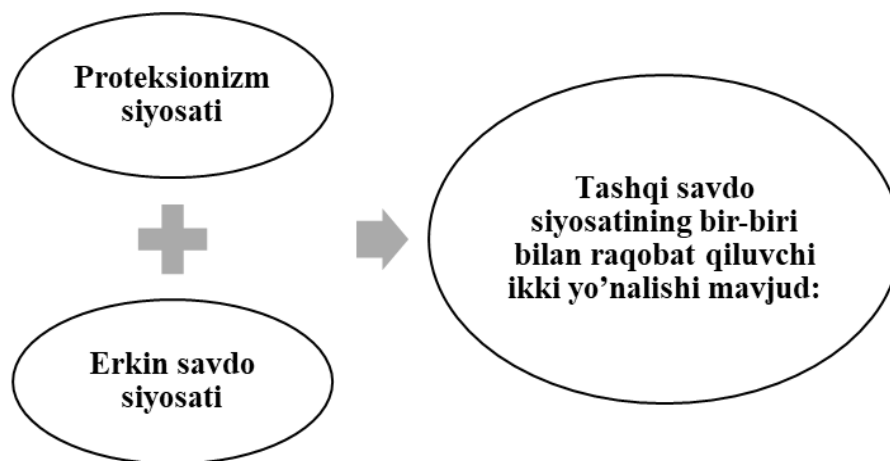 Proteksionizm
siyosati
Erkin savdo
siyosati
Tashqi savdo
siyosatining bir-biri
bilan raqobat qiluvchi
ikki yo’nalishi mavjud: